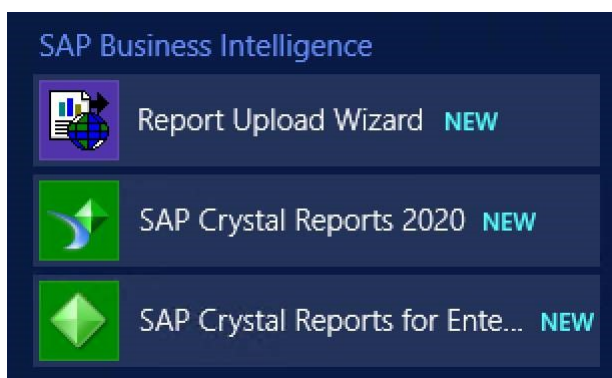 SAP Business Intelligence
Report Upload Wizard NEW
SAP Crystal Reports 2020 NEW
SAP Crystal Reports for Ente... NEW